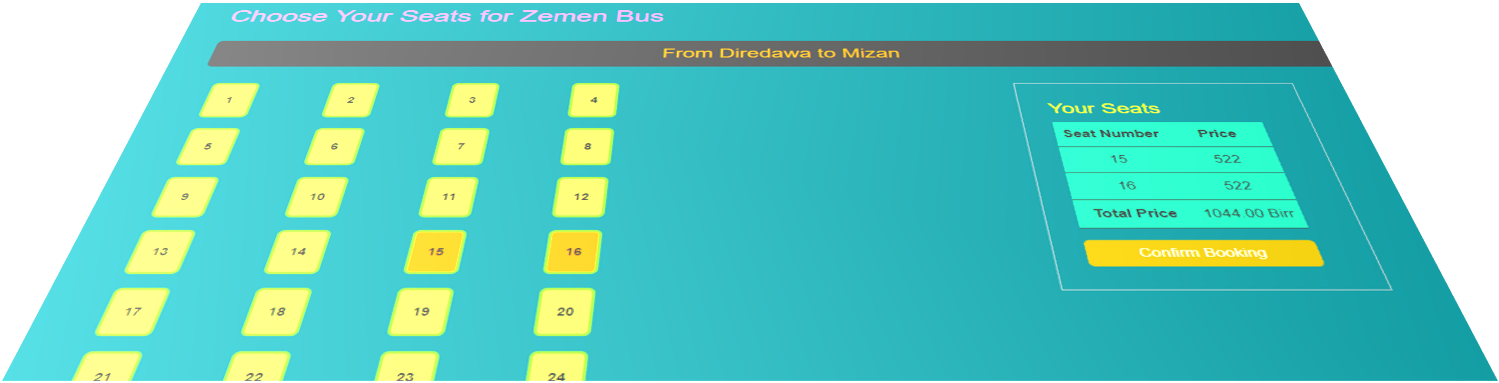 Choose Your Seats for Zemen Bus
From Diredawa to Mizan
1 2 3 4
5 6 7 8
9 10 11 12
13 14 15 16
17 18 19 20
21 22 23 24
Your Seats
Seat Number Price
15 522
16 522
Total Price 1044.00 Birr
Confirm Booking